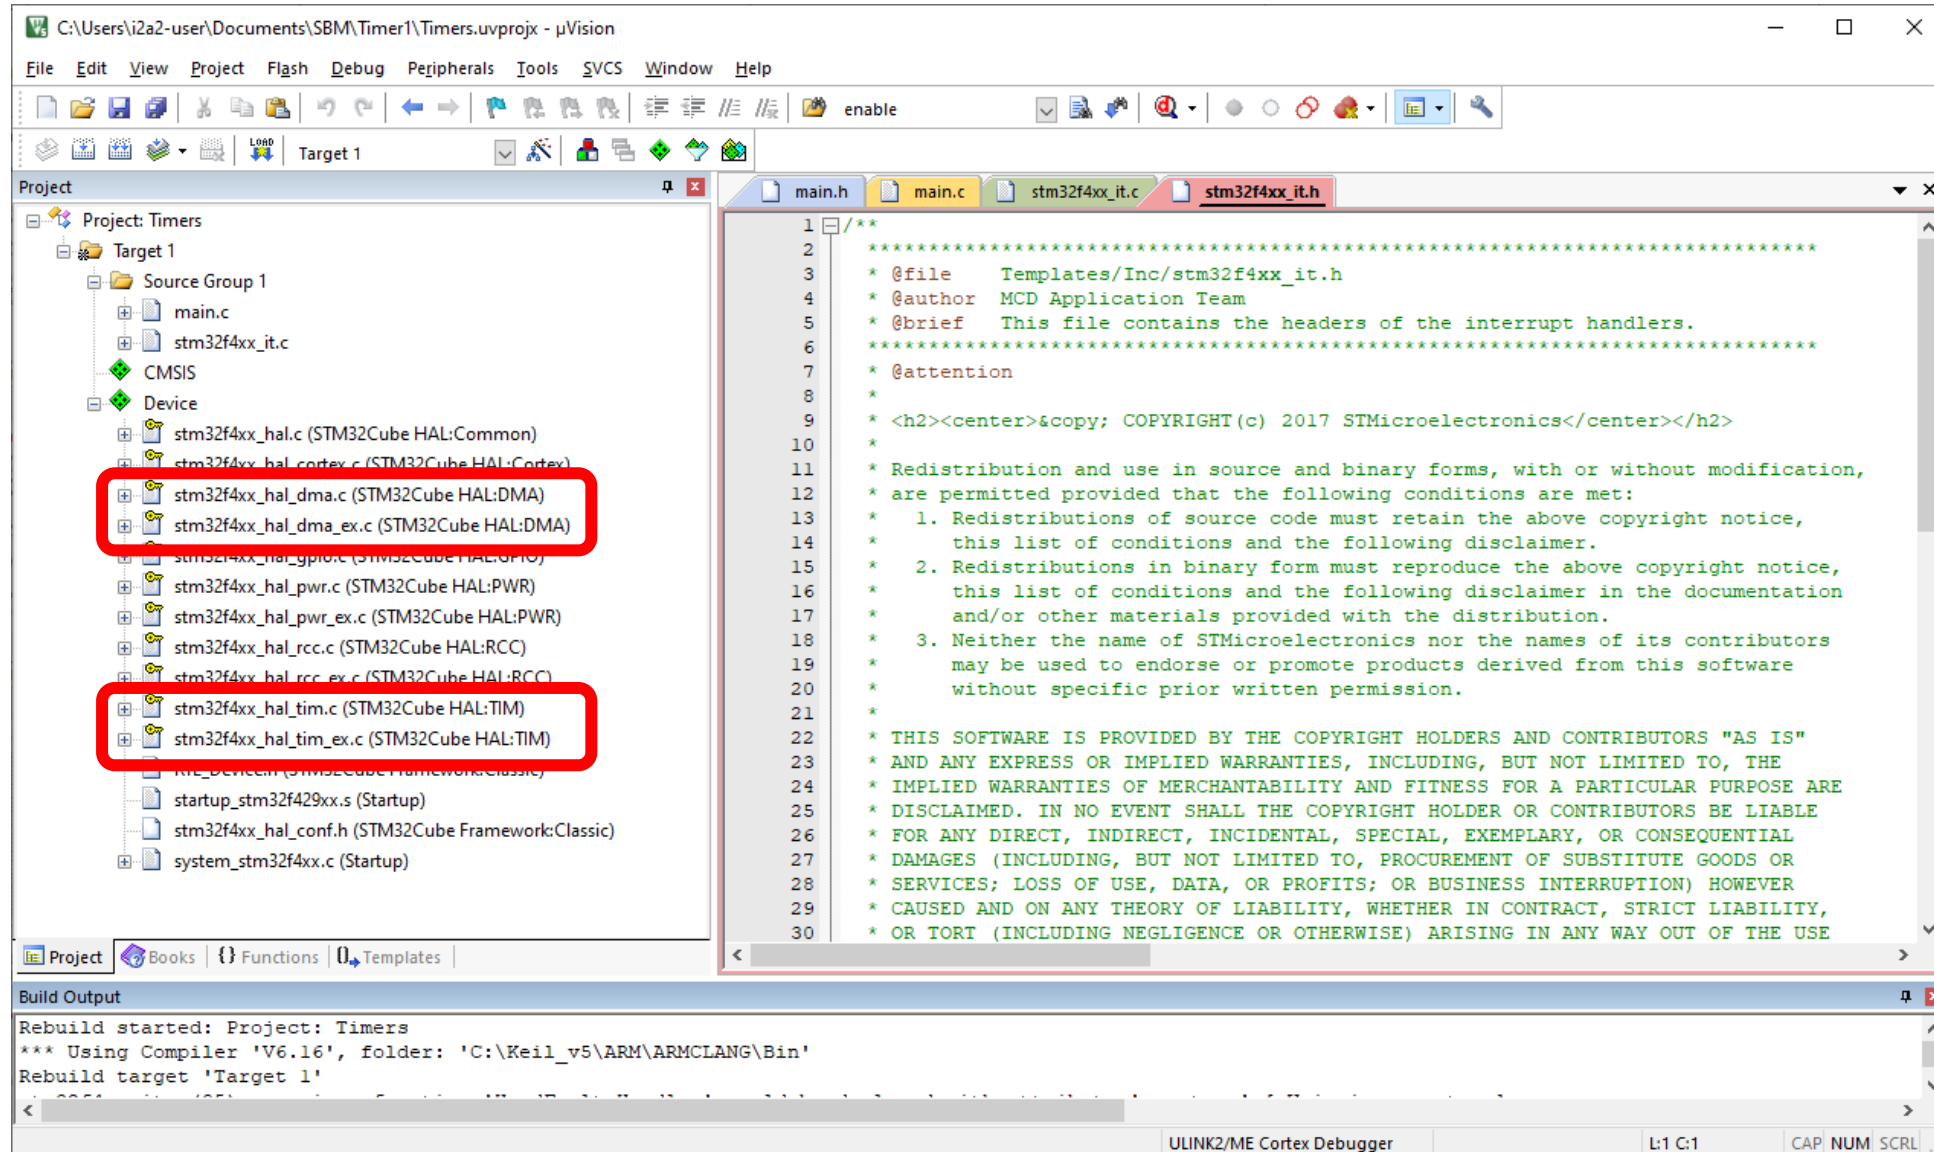 C:\Users\i2a2-user\Documents\SBM\Timer1\Timers.uvprojx - µVision
File Edit View Project Flash Debug Peripherals Tools SVCS Window Help
enable
LOAD Target 1
Project
Project: Timers
Target 1
Source Group 1
main.c
stm32f4xx_it.c
CMSIS
Device
stm32f4xx_hal.c (STM32Cube HAL:Common)
stm32f4xx_hal_cortex.c (STM32Cube HAL:Cortex)
stm32f4xx_hal_dma.c (STM32Cube HAL:DMA)
stm32f4xx_hal_dma_ex.c (STM32Cube HAL:DMA)
stm32f4xx_hal_gpio.c (STM32Cube HAL:GPIO)
stm32f4xx_hal_pwr.c (STM32Cube HAL:PWR)
stm32f4xx_hal_pwr_ex.c (STM32Cube HAL:PWR)
stm32f4xx_hal_rcc.c (STM32Cube HAL:RCC)
stm32f4xx_hal_rcc_ex.c (STM32Cube HAL:RCC)
stm32f4xx_hal_tim.c (STM32Cube HAL:TIM)
stm32f4xx_hal_tim_ex.c (STM32Cube HAL:TIM)
RTE_Device.h (STM32Cube Framework:Classic)
startup_stm32f429xx.s (Startup)
stm32f4xx_hal_conf.h (STM32Cube Framework:Classic)
system_stm32f4xx.c (Startup)
Project Books {} Functions Templates
main.h main.c stm32f4xx_it.c stm32f4xx_it.h
1 /**
2 ******************************************************************************
3 * @file Templates/Inc/stm32f4xx_it.h
4 * @author MCD Application Team
5 * @brief This file contains the headers of the interrupt handlers.
6 ******************************************************************************
7 * @attention
8 *
9 * <h2><center>&copy; COPYRIGHT(c) 2017 STMicroelectronics</center></h2>
10 *
11 * Redistribution and use in source and binary forms, with or without modification,
12 * are permitted provided that the following conditions are met:
13 * 1. Redistributions of source code must retain the above copyright notice,
14 * this list of conditions and the following disclaimer.
15 * 2. Redistributions in binary form must reproduce the above copyright notice,
16 * this list of conditions and the following disclaimer in the documentation
17 * and/or other materials provided with the distribution.
18 * 3. Neither the name of STMicroelectronics nor the names of its contributors
19 * may be used to endorse or promote products derived from this software
20 * without specific prior written permission.
21 *
22 * THIS SOFTWARE IS PROVIDED BY THE COPYRIGHT HOLDERS AND CONTRIBUTORS "AS IS"
23 * AND ANY EXPRESS OR IMPLIED WARRANTIES, INCLUDING, BUT NOT LIMITED TO, THE
24 * IMPLIED WARRANTIES OF MERCHANTABILITY AND FITNESS FOR A PARTICULAR PURPOSE ARE
25 * DISCLAIMED. IN NO EVENT SHALL THE COPYRIGHT HOLDER OR CONTRIBUTORS BE LIABLE
26 * FOR ANY DIRECT, INDIRECT, INCIDENTAL, SPECIAL, EXEMPLARY, OR CONSEQUENTIAL
27 * DAMAGES (INCLUDING, BUT NOT LIMITED TO, PROCUREMENT OF SUBSTITUTE GOODS OR
28 * SERVICES; LOSS OF USE, DATA, OR PROFITS; OR BUSINESS INTERRUPTION) HOWEVER
29 * CAUSED AND ON ANY THEORY OF LIABILITY, WHETHER IN CONTRACT, STRICT LIABILITY,
30 * OR TORT (INCLUDING NEGLIGENCE OR OTHERWISE) ARISING IN ANY WAY OUT OF THE USE
Build Output
Rebuild started: Project: Timers
*** Using Compiler 'V6.16', folder: 'C:\Keil_v5\ARM\ARMCLANG\Bin'
Rebuild target 'Target 1'
ULINK2/ME Cortex Debugger L:1 C:1 CAP NUM SCRL